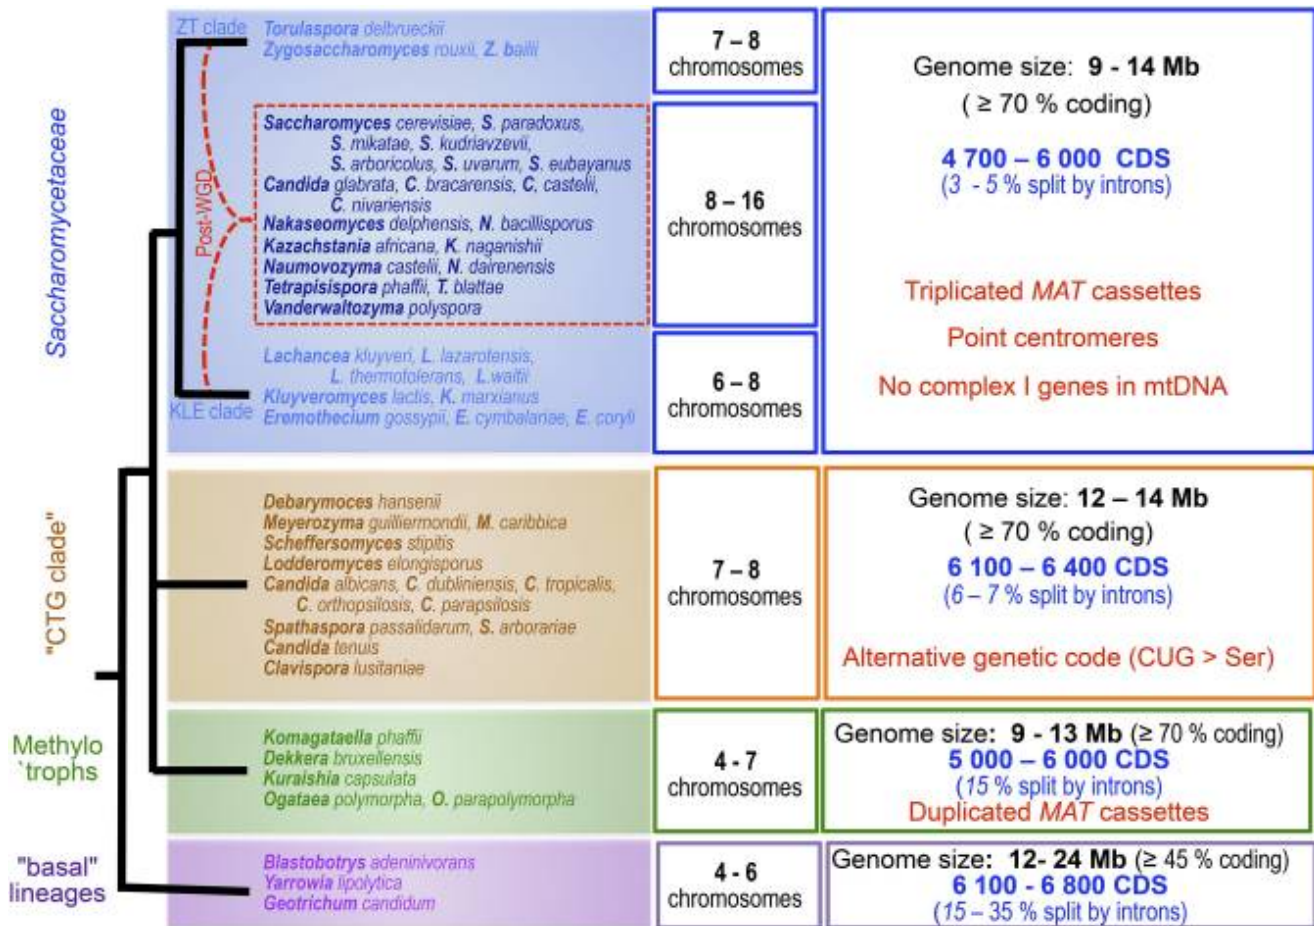 ZT clade
Torulaspora delbrueckii
Zygosaccharomyces rouxii, Z. bailii
7 – 8
chromosomes
Genome size: 9 - 14 Mb
( ≥ 70 % coding)
4 700 – 6 000 CDS
(3 - 5 % split by introns)
Triplicated MAT cassettes
Point centromeres
No complex I genes in mtDNA
Saccharomycetaceae
Post-WGD
Saccharomyces cerevisiae, S. paradoxus,
S. mikatae, S. kudriavzevii,
S. arboricolus, S. uvarum, S. eubayanus
Candida glabrata, C. bracarensis, C, castelii,
C. nivariensis
Nakaseomyces delphensis, N. bacillisporus
Kazachstania africana, K. naganishii
Naumovozyma castelii, N. dairenensis
Tetrapisispora phaffii, T. blattae
Vanderwaltozyma polyspora
8 – 16
chromosomes
Lachancea kluyveri, L. lazarotensis,
L. thermotolerans, L.waltii
Kluyveromyces lactis, K. marxianus
Eremothecium gossypii, E. cymbalariae, E. coryli
KLE clade
6 – 8
chromosomes
"CTG clade"
Debarymoces hansenii
Meyerozyma guilliermondii, M. caribbica
Scheffersomyces stipitis
Lodderomyces elongisporus
Candida albicans, C. dubliniensis, C. tropicalis,
C. orthopsilosis, C. parapsilosis
Spathaspora passalidarum, S. arborariae
Candida tenuis
Clavispora lusitaniae
7 – 8
chromosomes
Genome size: 12 – 14 Mb
( ≥ 70 % coding)
6 100 – 6 400 CDS
(6 – 7 % split by introns)
Alternative genetic code (CUG > Ser)
Methylo
`trophs
Komagataella phaffii
Dekkera bruxellensis
Kuraishia capsulata
Ogataea polymorpha, O. parapolymorpha
4 - 7
chromosomes
Genome size: 9 - 13 Mb (≥ 70 % coding)
5 000 – 6 000 CDS
(15 % split by introns)
Duplicated MAT cassettes
"basal"
lineages
Blastobotrys adeninivorans
Yarrowia lipolytica
Geotrichum candidum
4 - 6
chromosomes
Genome size: 12- 24 Mb (≥ 45 % coding)
6 100 - 6 800 CDS
(15 – 35 % split by introns)